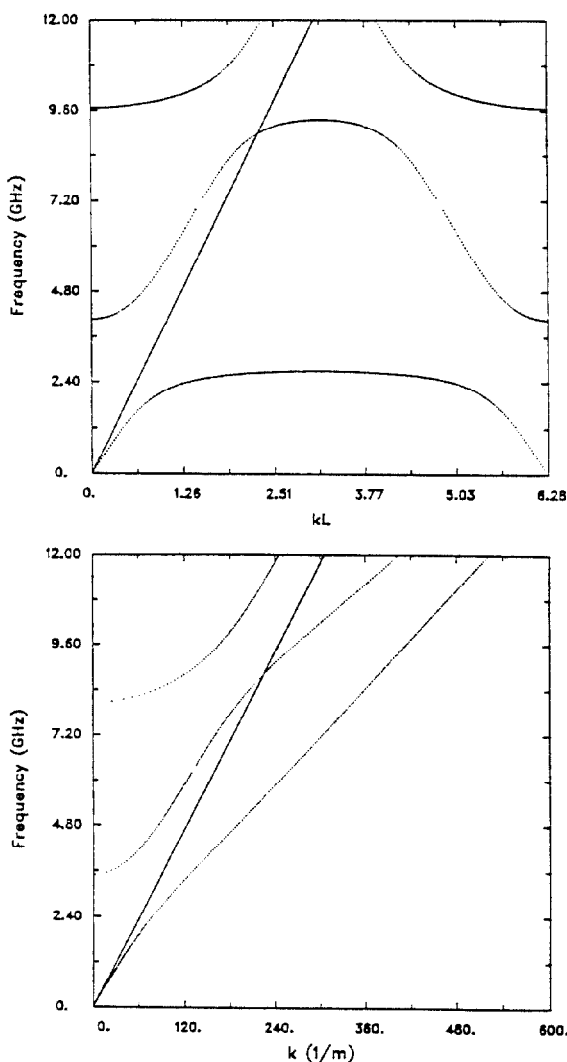 12.00
9.60
7.20
4.80
2.40
0.
Frequency (GHz)
0. 1.26 2.51 3.77 5.03 6.28
kL
12.00
9.60
7.20
4.80
2.40
0.
Frequency (GHz)
0. 120. 240. 360. 480. 600.
k (1/m)